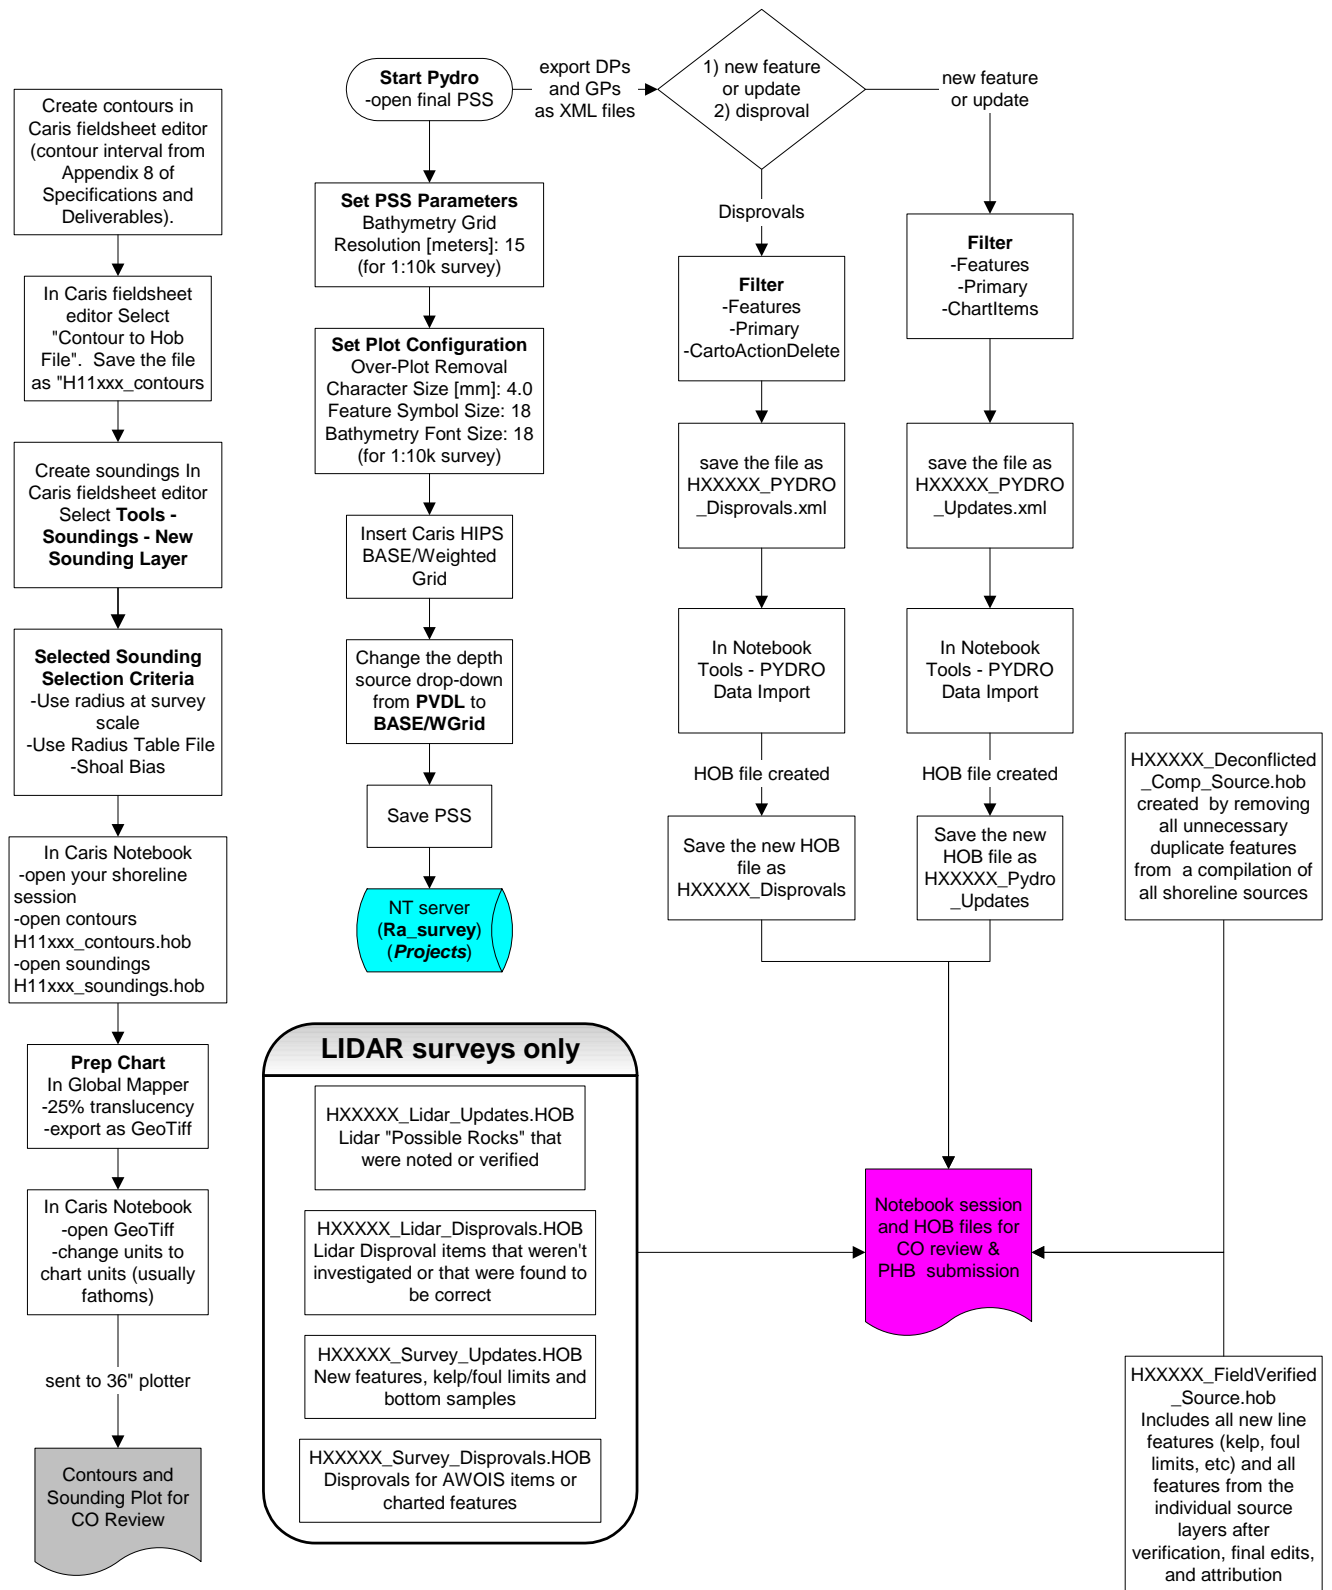 Create contours in
Caris fieldsheet editor
(contour interval from
Appendix 8 of
Specifications and
Deliverables).
In Caris fieldsheet
editor Select
"Contour to Hob
File".  Save the file
as "H11xxx_contours
Create soundings In
Caris fieldsheet editor
Select Tools -
Soundings - New
Sounding Layer
Selected Sounding
Selection Criteria
-Use radius at survey
scale
-Use Radius Table File
-Shoal Bias
In Caris Notebook
-open your shoreline
session
-open contours
H11xxx_contours.hob
-open soundings
H11xxx_soundings.hob
Prep Chart
In Global Mapper
-25% translucency
-export as GeoTiff
In Caris Notebook
-open GeoTiff
-change units to
chart units (usually
fathoms)
sent to 36" plotter
Contours and
Sounding Plot for
CO Review
Start Pydro
-open final PSS
export DPs
and GPs
as XML files
1) new feature
or update
2) disproval
new feature
or update
Set PSS Parameters
Bathymetry Grid
Resolution [meters]: 15
(for 1:10k survey)
Set Plot Configuration
Over-Plot Removal
Character Size [mm]: 4.0
Feature Symbol Size: 18
Bathymetry Font Size: 18
(for 1:10k survey)
Insert Caris HIPS
BASE/Weighted
Grid
Change the depth
source drop-down
from PVDL to
BASE/WGrid
Save PSS
NT server
(Ra_survey)
(Projects)
Disprovals
Filter
-Features
-Primary
-CartoActionDelete
save the file as
HXXXXX_PYDRO
_Disprovals.xml
In Notebook
Tools - PYDRO
Data Import
HOB file created
Save the new HOB
file as
HXXXXX_Disprovals
Filter
-Features
-Primary
-ChartItems
save the file as
HXXXXX_PYDRO
_Updates.xml
In Notebook
Tools - PYDRO
Data Import
HOB file created
Save the new
HOB file as
HXXXXX_Pydro
_Updates
HXXXXX_Deconflicted
_Comp_Source.hob
created  by removing
all unnecessary
duplicate features
from  a compilation of
all shoreline sources
LIDAR surveys only
HXXXXX_Lidar_Updates.HOB
Lidar "Possible Rocks" that
were noted or verified
HXXXXX_Lidar_Disprovals.HOB
Lidar Disproval items that weren't
investigated or that were found to
be correct
HXXXXX_Survey_Updates.HOB
New features, kelp/foul limits and
bottom samples
HXXXXX_Survey_Disprovals.HOB
Disprovals for AWOIS items or
charted features
Notebook session
and HOB files for
CO review &
PHB  submission
HXXXXX_FieldVerified
_Source.hob
Includes all new line
features (kelp, foul
limits, etc) and all
features from the
individual source
layers after
verification, final edits,
and attribution